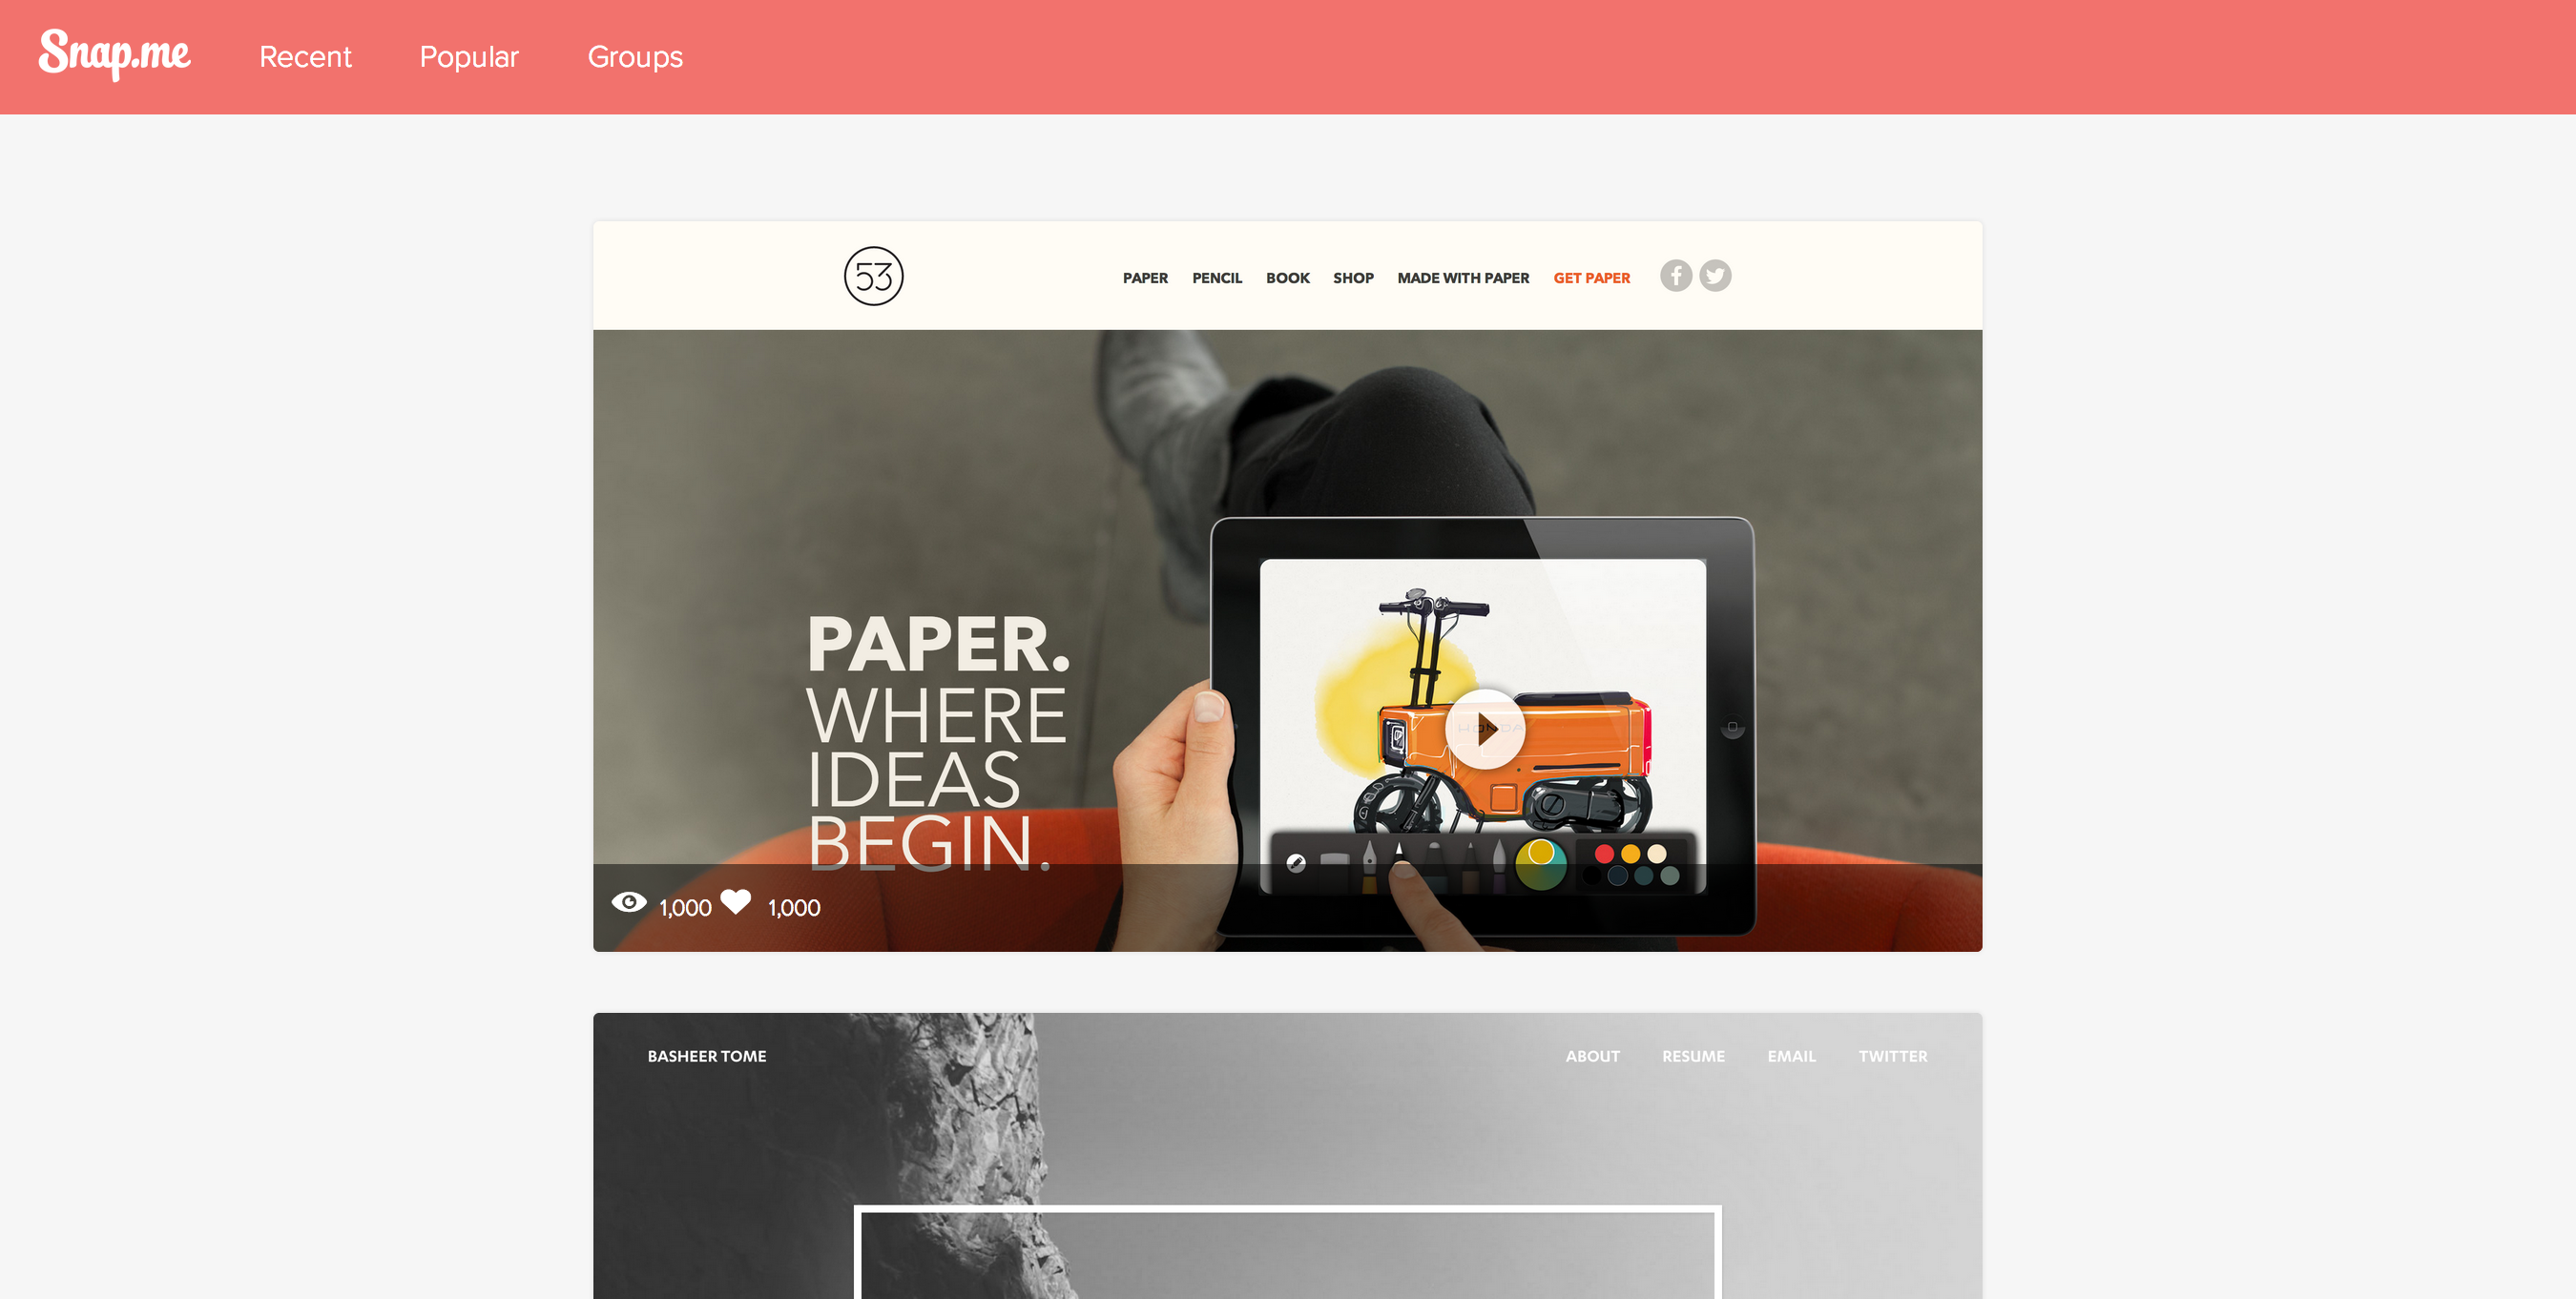 Snap.me Recent Popular Groups
53 PAPER PENCIL BOOK SHOP MADE WITH PAPER GET PAPER
PAPER.
WHERE
IDEAS
BEGIN.
HONDA
1,000 1,000
BASHEER TOME ABOUT RESUME EMAIL TWITTER